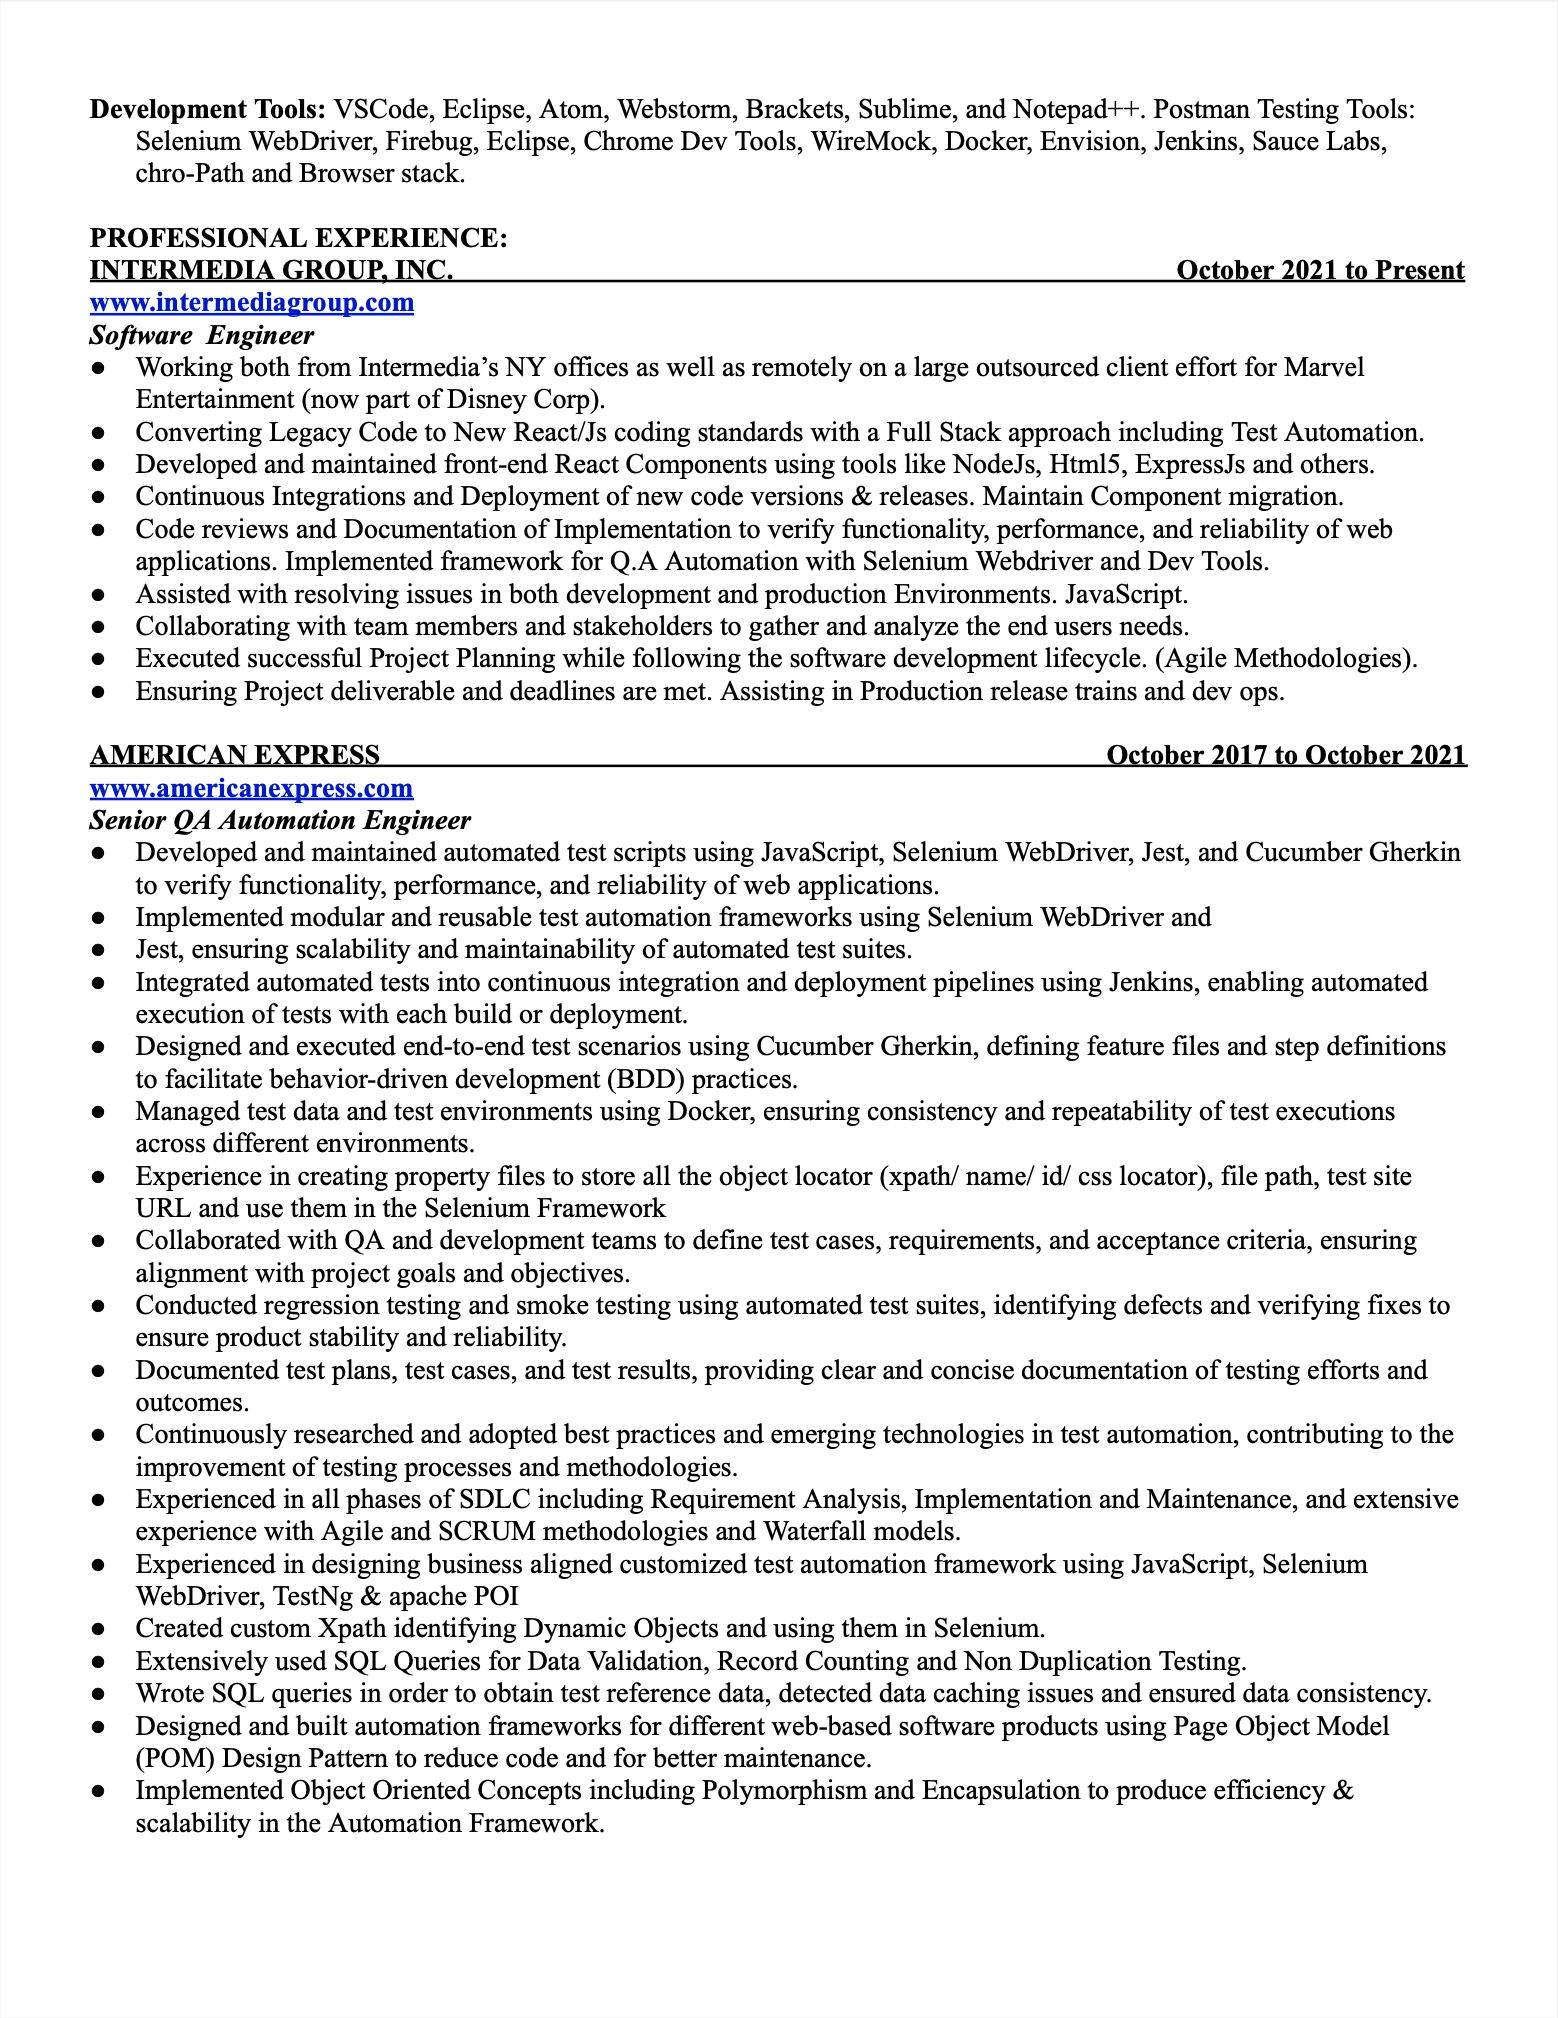 Development Tools: VSCode, Eclipse, Atom, Webstorm, Brackets, Sublime, and Notepad++. Postman Testing Tools:
Selenium WebDriver, Firebug, Eclipse, Chrome Dev Tools, WireMock, Docker, Envision, Jenkins, Sauce Labs,
chro-Path and Browser stack.
PROFESSIONAL EXPERIENCE:
INTERMEDIA GROUP, INC. October 2021 to Present
www.intermediagroup.com
Software Engineer
● Working both from Intermedia’s NY offices as well as remotely on a large outsourced client effort for Marvel
Entertainment (now part of Disney Corp).
● Converting Legacy Code to New React/Js coding standards with a Full Stack approach including Test Automation.
● Developed and maintained front-end React Components using tools like NodeJs, Html5, ExpressJs and others.
● Continuous Integrations and Deployment of new code versions & releases. Maintain Component migration.
● Code reviews and Documentation of Implementation to verify functionality, performance, and reliability of web
applications. Implemented framework for Q.A Automation with Selenium Webdriver and Dev Tools.
● Assisted with resolving issues in both development and production Environments. JavaScript.
● Collaborating with team members and stakeholders to gather and analyze the end users needs.
● Executed successful Project Planning while following the software development lifecycle. (Agile Methodologies).
● Ensuring Project deliverable and deadlines are met. Assisting in Production release trains and dev ops.
AMERICAN EXPRESS October 2017 to October 2021
www.americanexpress.com
Senior QA Automation Engineer
● Developed and maintained automated test scripts using JavaScript, Selenium WebDriver, Jest, and Cucumber Gherkin
to verify functionality, performance, and reliability of web applications.
● Implemented modular and reusable test automation frameworks using Selenium WebDriver and
● Jest, ensuring scalability and maintainability of automated test suites.
● Integrated automated tests into continuous integration and deployment pipelines using Jenkins, enabling automated
execution of tests with each build or deployment.
● Designed and executed end-to-end test scenarios using Cucumber Gherkin, defining feature files and step definitions
to facilitate behavior-driven development (BDD) practices.
● Managed test data and test environments using Docker, ensuring consistency and repeatability of test executions
across different environments.
● Experience in creating property files to store all the object locator (xpath/ name/ id/ css locator), file path, test site
URL and use them in the Selenium Framework
● Collaborated with QA and development teams to define test cases, requirements, and acceptance criteria, ensuring
alignment with project goals and objectives.
● Conducted regression testing and smoke testing using automated test suites, identifying defects and verifying fixes to
ensure product stability and reliability.
● Documented test plans, test cases, and test results, providing clear and concise documentation of testing efforts and
outcomes.
● Continuously researched and adopted best practices and emerging technologies in test automation, contributing to the
improvement of testing processes and methodologies.
● Experienced in all phases of SDLC including Requirement Analysis, Implementation and Maintenance, and extensive
experience with Agile and SCRUM methodologies and Waterfall models.
● Experienced in designing business aligned customized test automation framework using JavaScript, Selenium
WebDriver, TestNg & apache POI
● Created custom Xpath identifying Dynamic Objects and using them in Selenium.
● Extensively used SQL Queries for Data Validation, Record Counting and Non Duplication Testing.
● Wrote SQL queries in order to obtain test reference data, detected data caching issues and ensured data consistency.
● Designed and built automation frameworks for different web-based software products using Page Object Model
(POM) Design Pattern to reduce code and for better maintenance.
● Implemented Object Oriented Concepts including Polymorphism and Encapsulation to produce efficiency &
scalability in the Automation Framework.